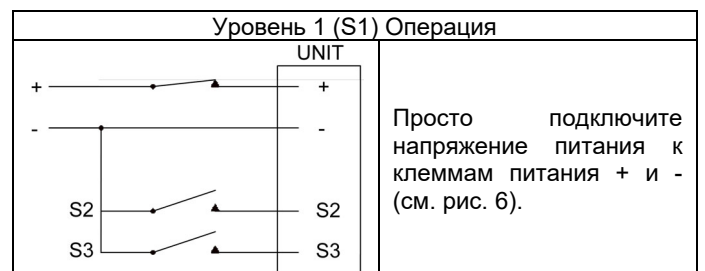 Уровень 1 (S1) Операция
UNIT
+ +
- -
S2 S2
S3 S3
Просто подключите
напряжение питания к
клеммам питания + и -
(см. рис. 6).